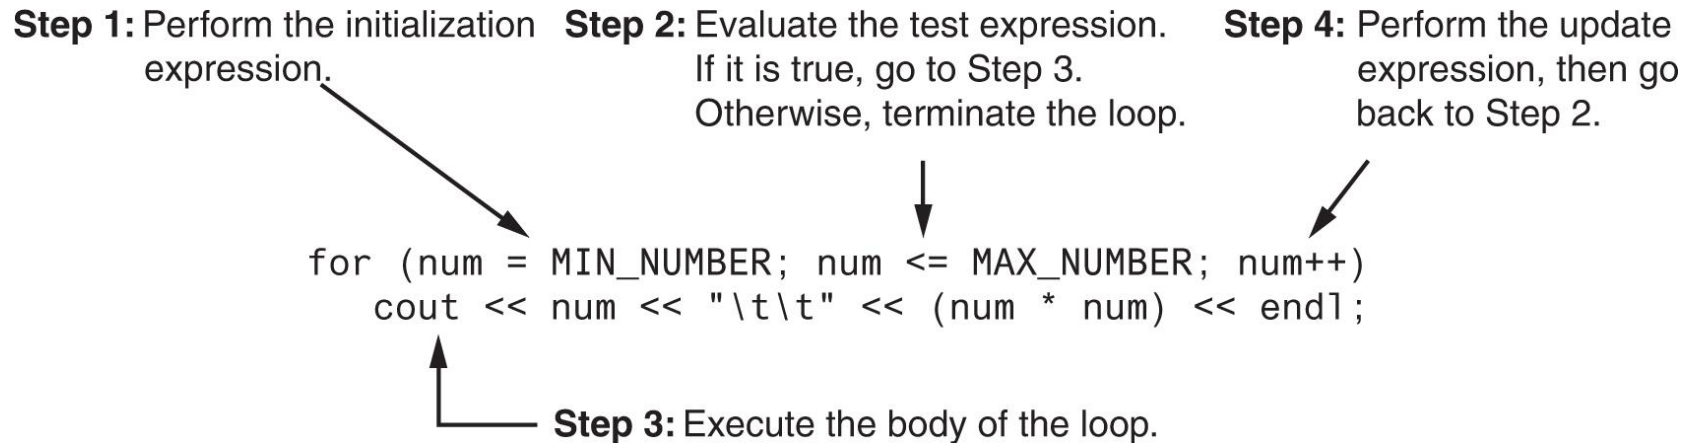 Step 1: Perform the initialization
expression.
Step 2: Evaluate the test expression.
If it is true, go to Step 3.
Otherwise, terminate the loop.
Step 4: Perform the update
expression, then go
back to Step 2.
for (num = MIN_NUMBER; num <= MAX_NUMBER; num++)
cout << num << "\t\t" << (num * num) << endl;
Step 3: Execute the body of the loop.